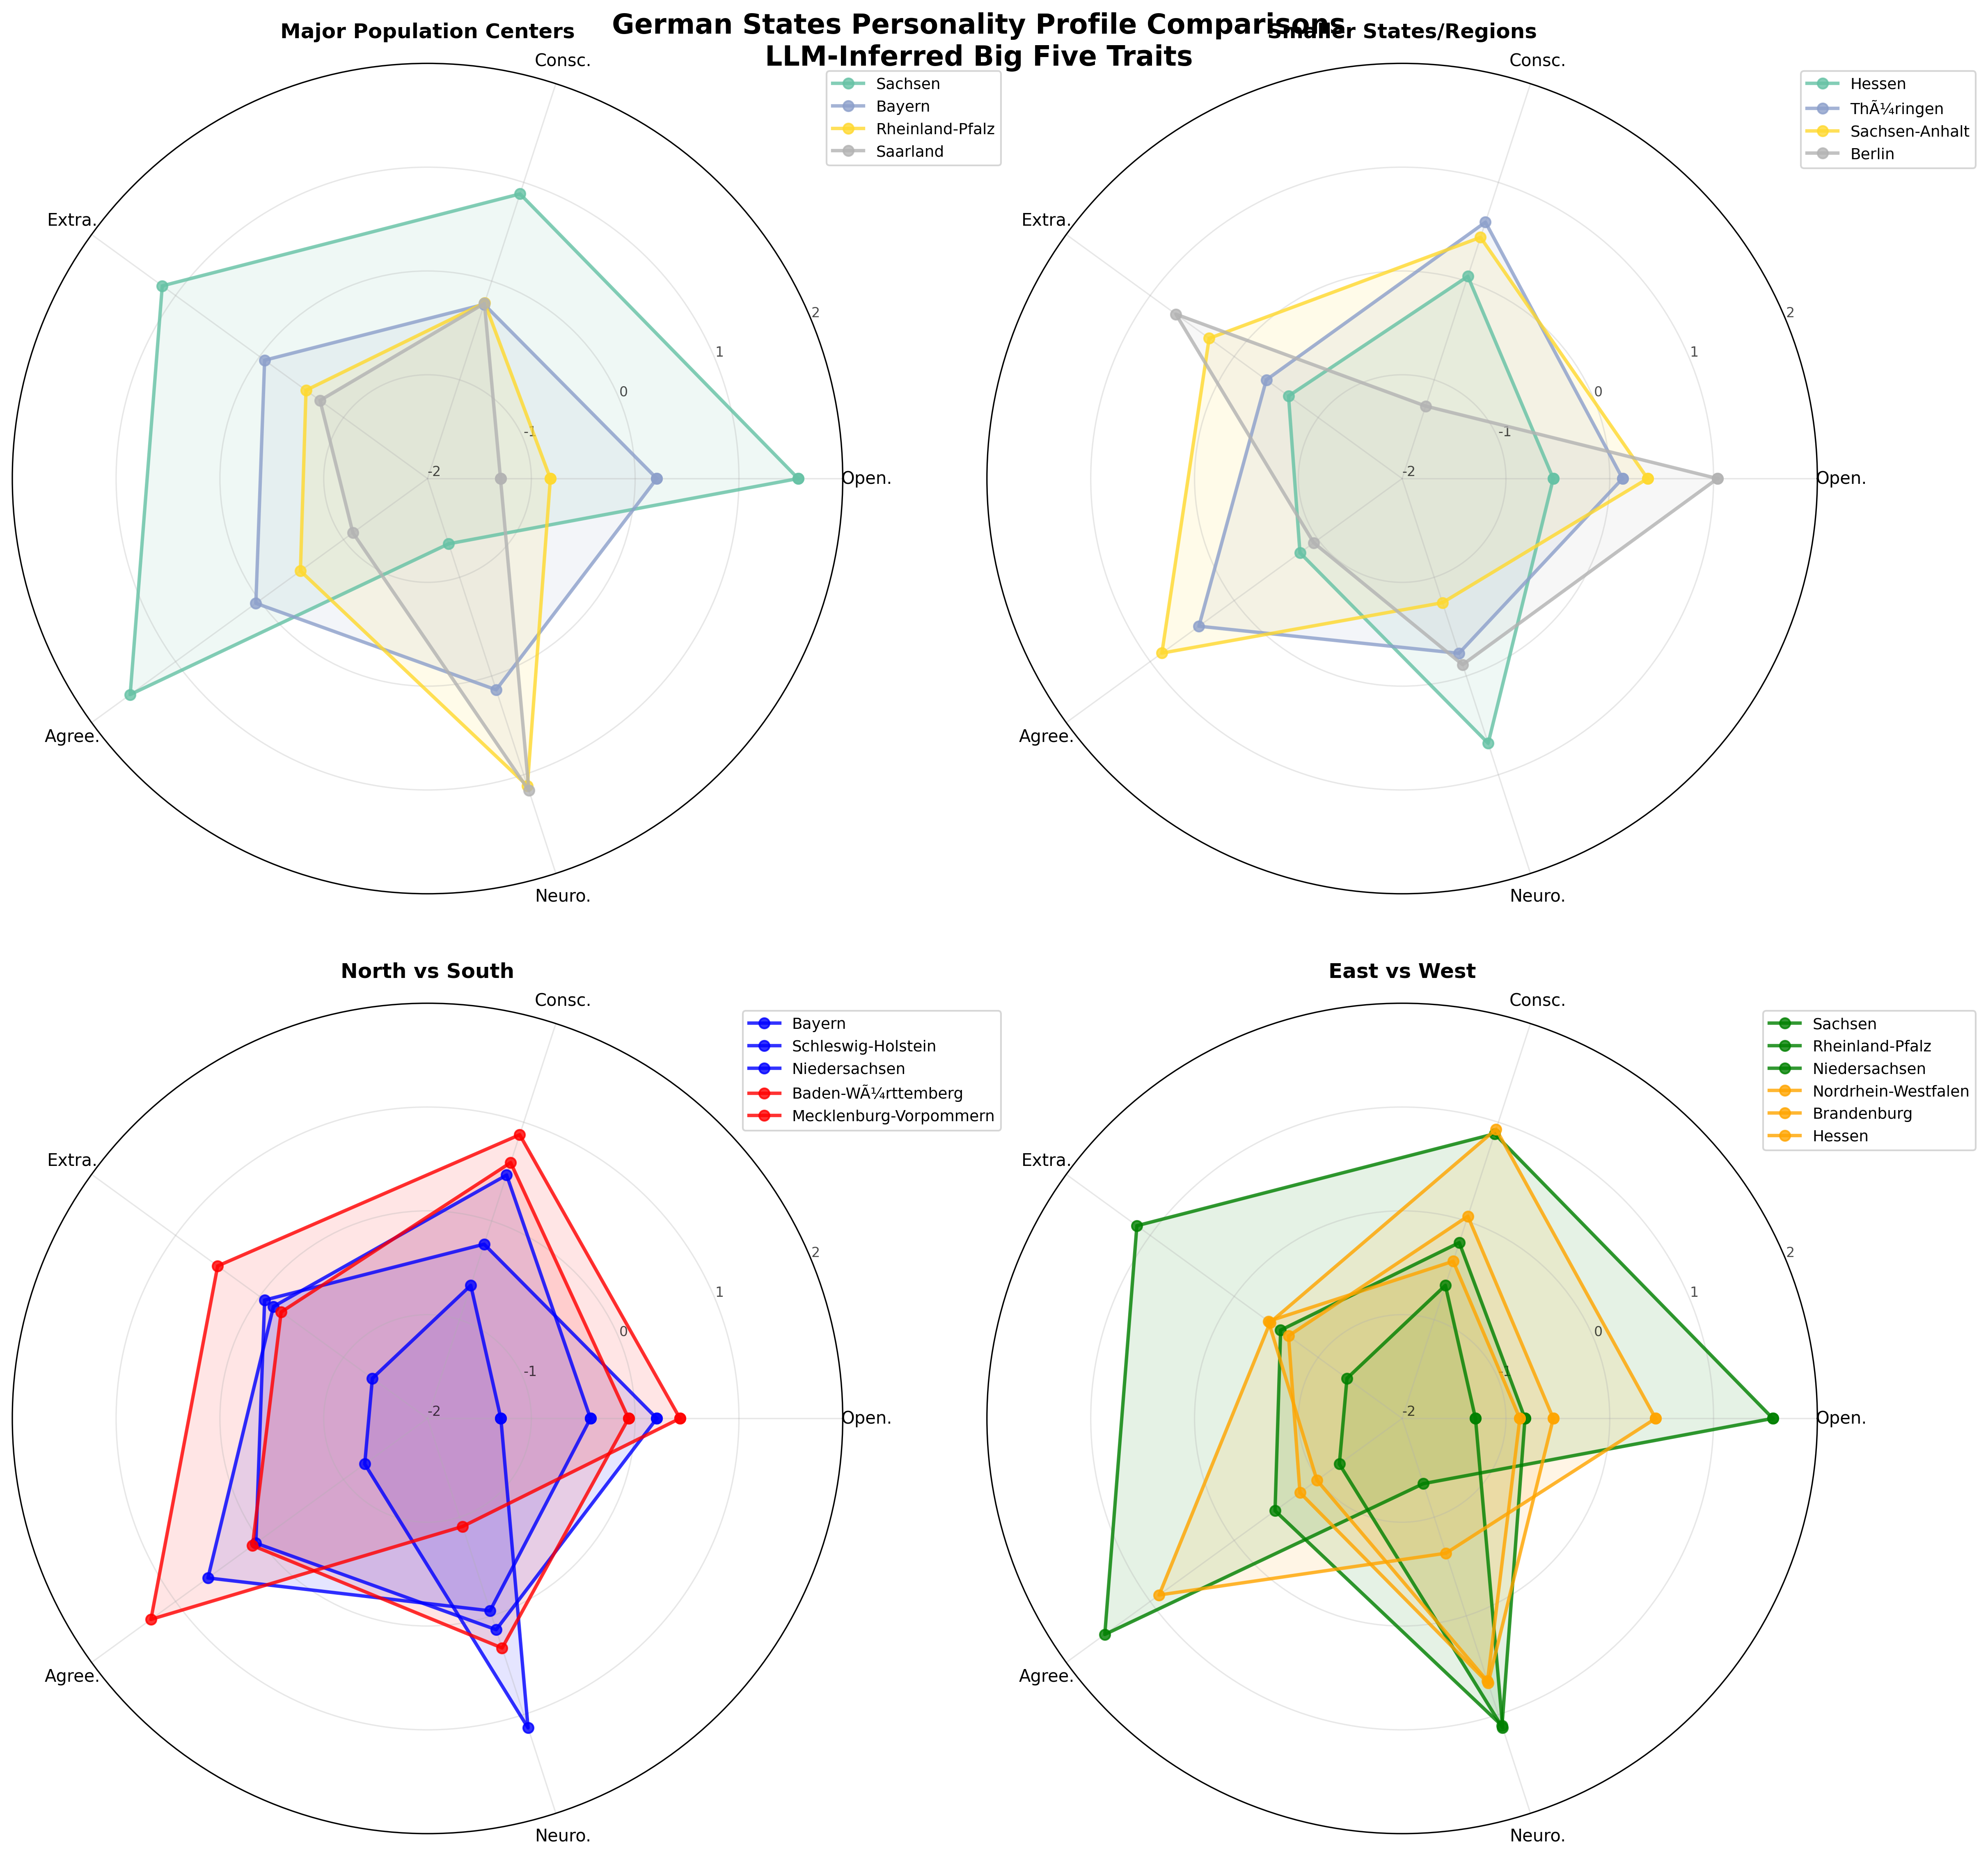 German States Personality Profile Comparisons
LLM-Inferred Big Five Traits
Major Population Centers
Open.
Consc.
Extra.
Agree.
Neuro.
-2
-1
0
1
2
Sachsen
Bayern
Rheinland-Pfalz
Saarland
Smaller States/Regions
Open.
Consc.
Extra.
Agree.
Neuro.
-2
-1
0
1
2
Hessen
ThÃ¼ringen
Sachsen-Anhalt
Berlin
North vs South
Open.
Consc.
Extra.
Agree.
Neuro.
-2
-1
0
1
2
Bayern
Schleswig-Holstein
Niedersachsen
Baden-WÃ¼rttemberg
Mecklenburg-Vorpommern
East vs West
Open.
Consc.
Extra.
Agree.
Neuro.
-2
-1
0
1
2
Sachsen
Rheinland-Pfalz
Niedersachsen
Nordrhein-Westfalen
Brandenburg
Hessen